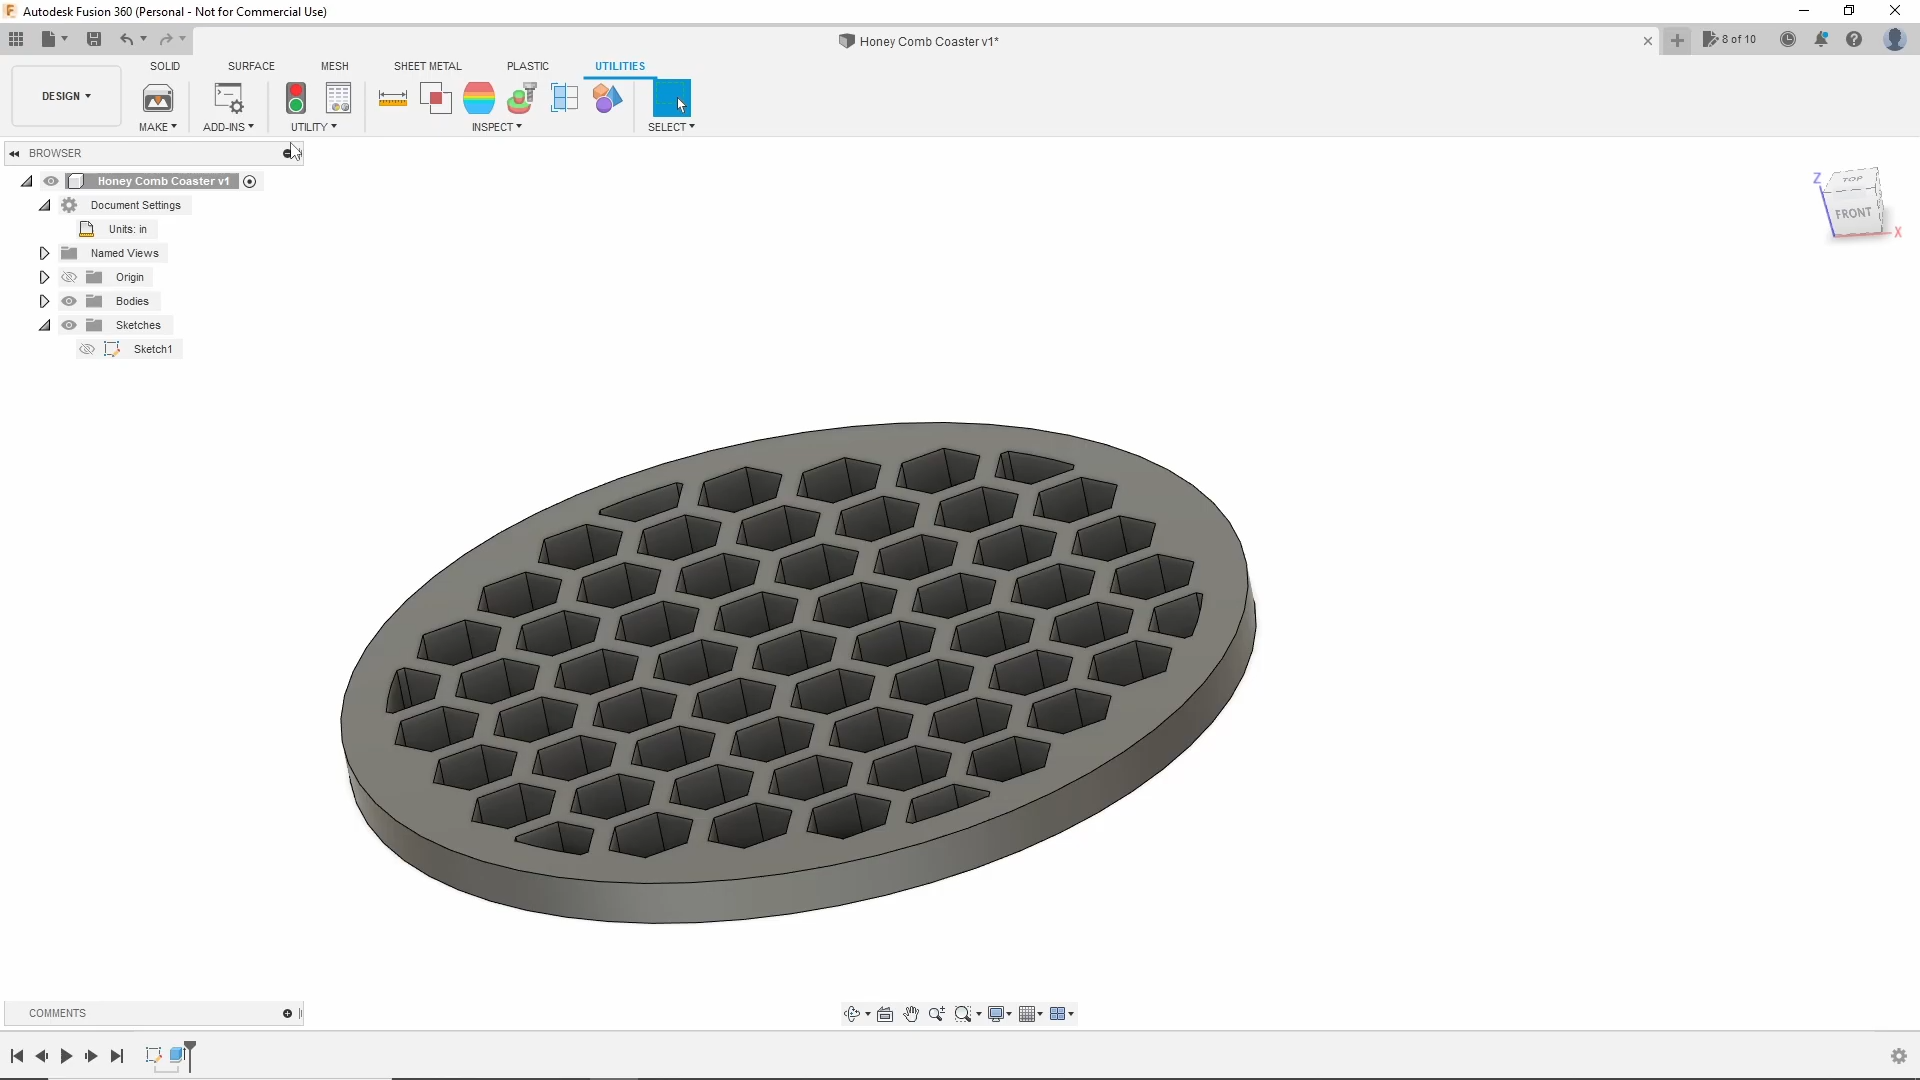 Autodesk Fusion 360 (Personal - Not for Commercial Use)
Honey Comb Coaster v1*
8 of 10
SOLID SURFACE MESH SHEET METAL PLASTIC UTILITIES
DESIGN
MAKE ADD-INS UTILITY INSPECT SELECT
BROWSER
Honey Comb Coaster v1
Document Settings
Units: in
Named Views
Origin
Bodies
Sketches
Sketch1
TOP
Z
FRONT
X
COMMENTS